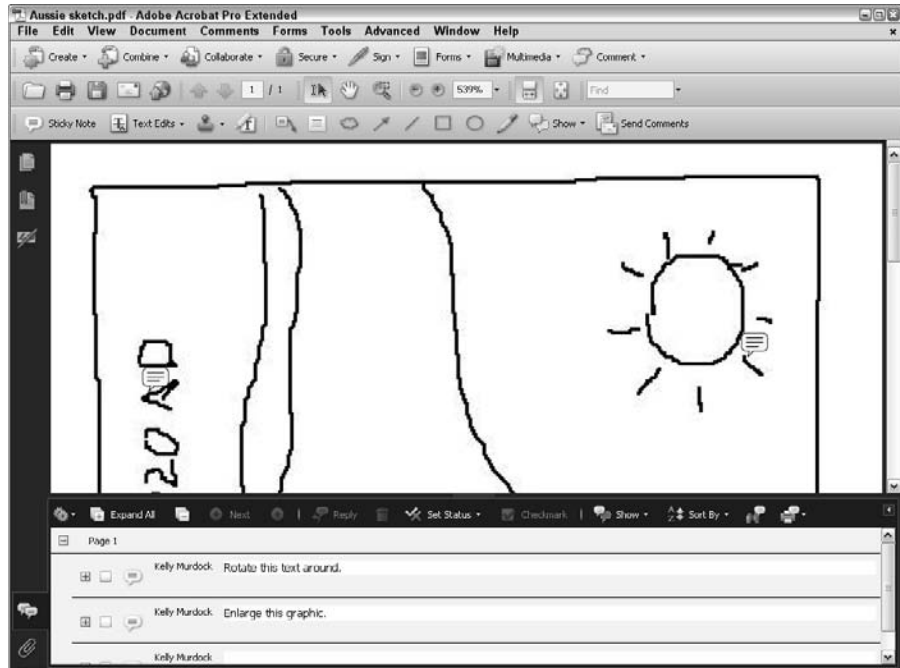 Aussie sketch.pdf - Adobe Acrobat Pro Extended
File Edit View Document Comments Forms Tools Advanced Window Help
Create Combine Collaborate Secure Sign Forms Multimedia Comment
1 / 1 539% Find
Sticky Note Text Edits Show Send Comments
Expand All Next Reply Set Status Checkmark Show Sort By
Page 1
Kelly Murdock Rotate this text around.
Kelly Murdock Enlarge this graphic.
Kelly Murdock